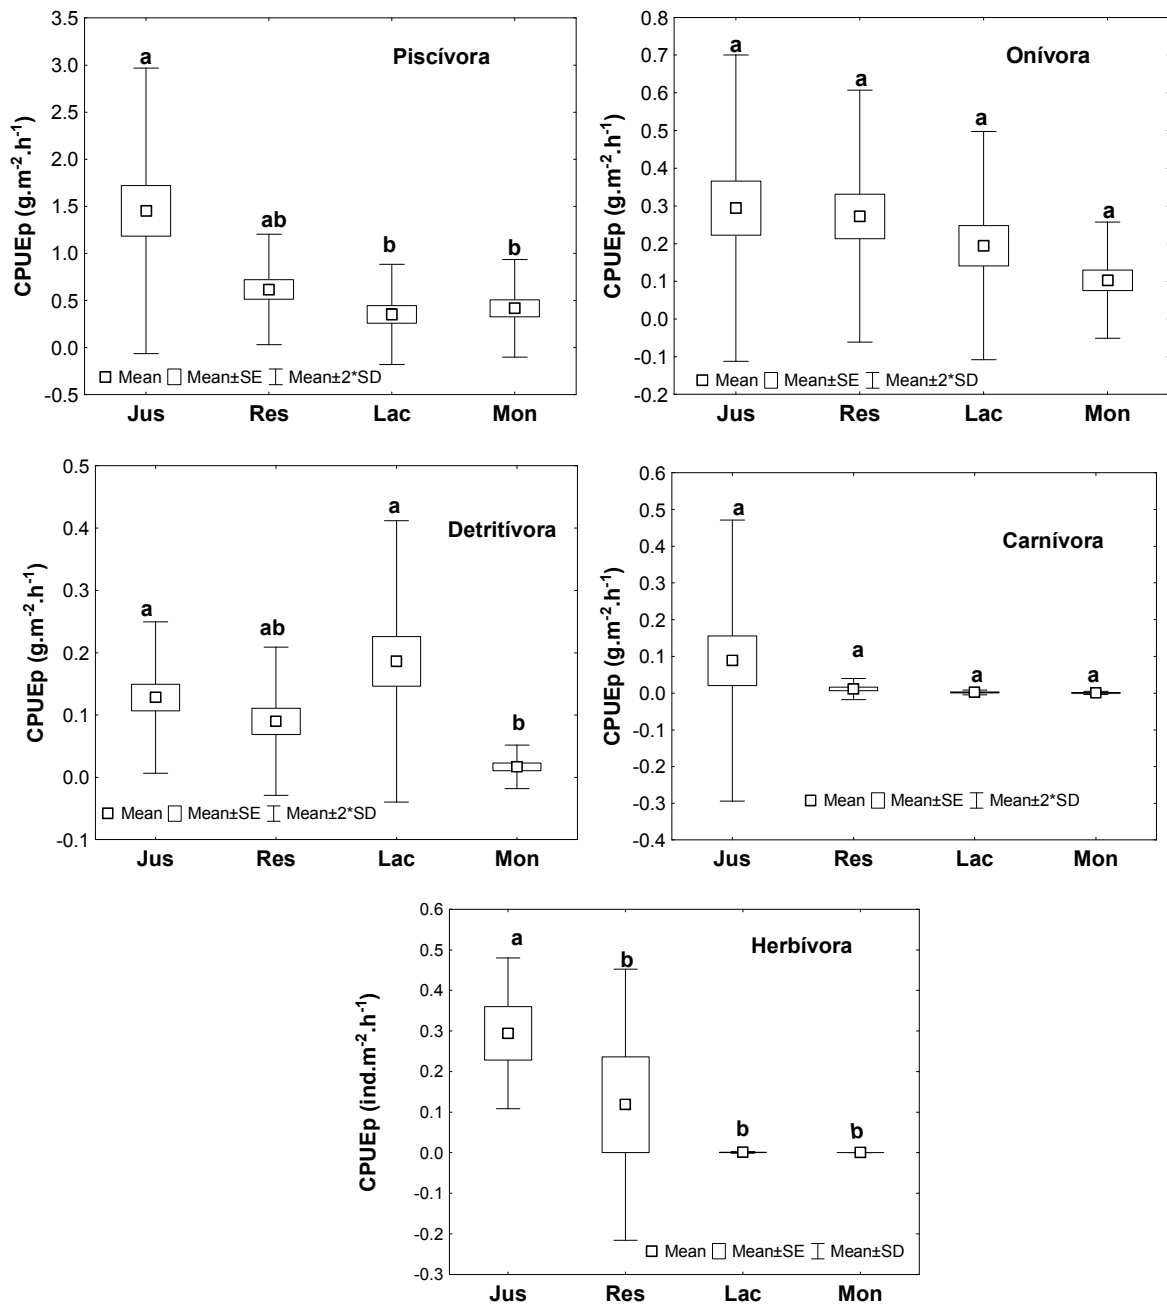 Piscívora
CPUEp (g.m⁻².h⁻¹)
3.5
3.0
2.5
2.0
1.5
1.0
0.5
0.0
-0.5
a
ab
b
b
Mean Mean±SE Mean±2*SD
Jus Res Lac Mon
Onívora
CPUEp (g.m⁻².h⁻¹)
0.8
0.7
0.6
0.5
0.4
0.3
0.2
0.1
0.0
-0.1
-0.2
a
a
a
a
Mean Mean±SE Mean±2*SD
Jus Res Lac Mon
Detritívora
CPUEp (g.m⁻².h⁻¹)
0.5
0.4
0.3
0.2
0.1
0.0
-0.1
a
ab
a
b
Mean Mean±SE Mean±2*SD
Jus Res Lac Mon
Carnívora
CPUEp (g.m⁻².h⁻¹)
0.6
0.5
0.4
0.3
0.2
0.1
0.0
-0.1
-0.2
-0.3
-0.4
a
a
a
a
Mean Mean±SE Mean±2*SD
Jus Res Lac Mon
Herbívora
CPUEp (ind.m⁻².h⁻¹)
0.6
0.5
0.4
0.3
0.2
0.1
0.0
-0.1
-0.2
-0.3
a
b
b
b
Mean Mean±SE Mean±SD
Jus Res Lac Mon